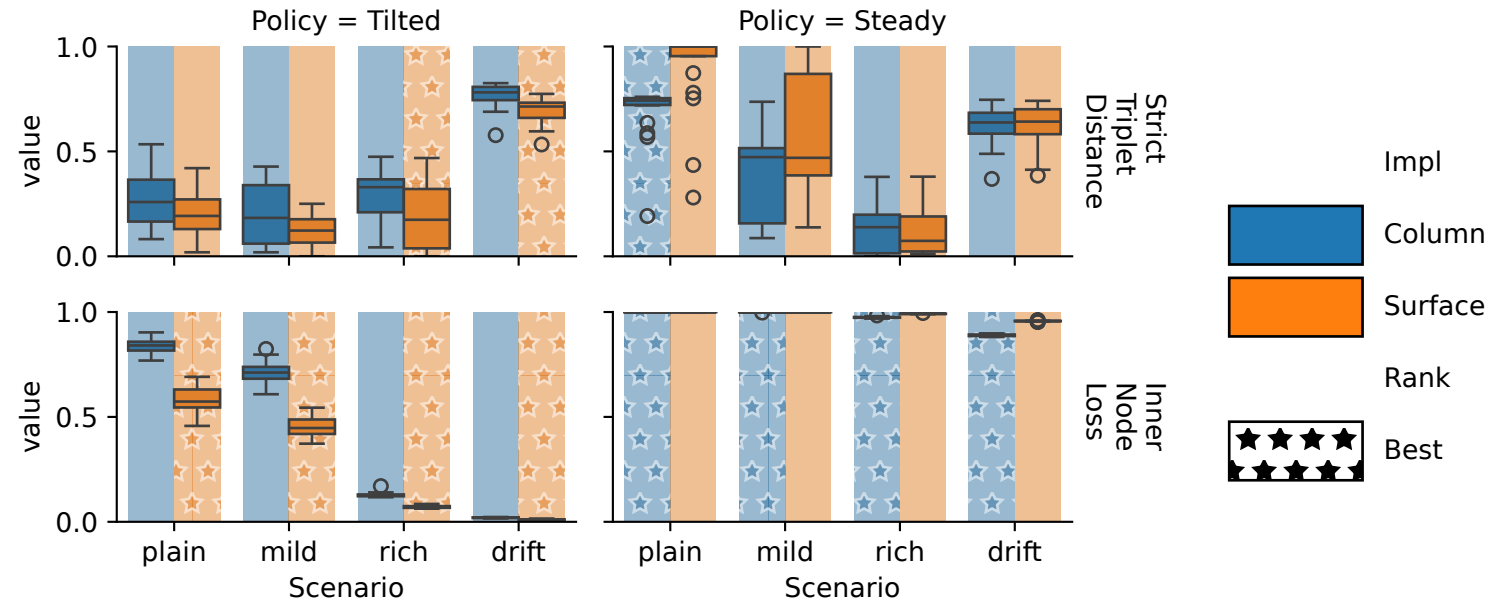 Policy = Tilted
Policy = Steady
value
1.0
0.5
0.0
Strict
Triplet
Distance
value
1.0
0.5
0.0
Inner
Node
Loss
plain mild rich drift
plain mild rich drift
Scenario
Scenario
Impl
Column
Surface
Rank
Best